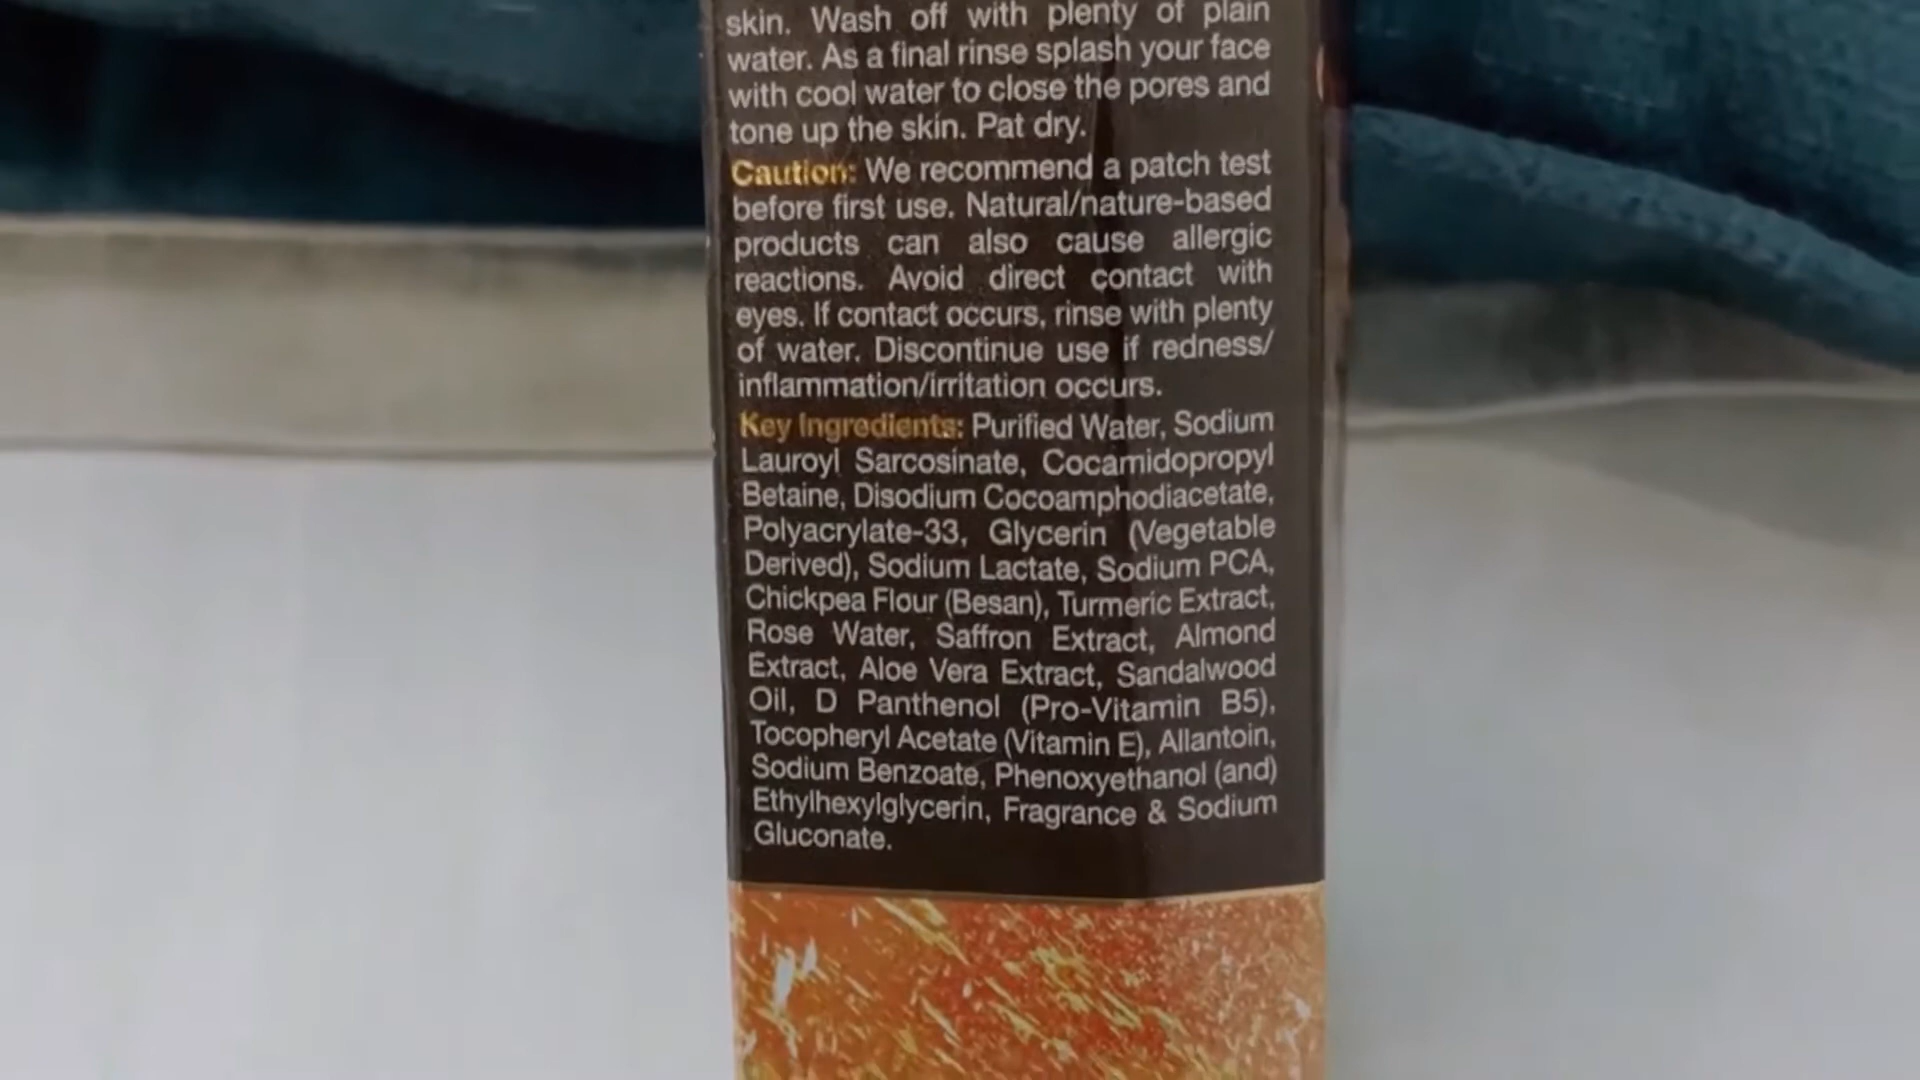 skin. Wash off with plenty of plain
water. As a final rinse splash your face
with cool water to close the pores and
tone up the skin. Pat dry.
Caution: We recommend a patch test
before first use. Natural/nature-based
products can also cause allergic
reactions. Avoid direct contact with
eyes. If contact occurs, rinse with plenty
of water. Discontinue use if redness/
inflammation/irritation occurs.
Key Ingredients: Purified Water, Sodium
Lauroyl Sarcosinate, Cocamidopropyl
Betaine, Disodium Cocoamphodiacetate,
Polyacrylate-33, Glycerin (Vegetable
Derived), Sodium Lactate, Sodium PCA,
Chickpea Flour (Besan), Turmeric Extract,
Rose Water, Saffron Extract, Almond
Extract, Aloe Vera Extract, Sandalwood
Oil, D Panthenol (Pro-Vitamin B5),
Tocopheryl Acetate (Vitamin E), Allantoin,
Sodium Benzoate, Phenoxyethanol (and)
Ethylhexylglycerin, Fragrance & Sodium
Gluconate.